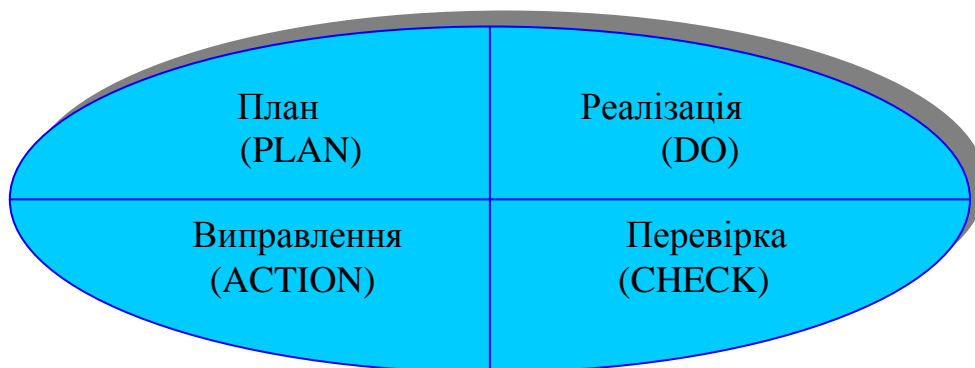 План
(PLAN)
Реалізація
(DO)
Виправлення
(ACTION)
Перевірка
(CHECK)